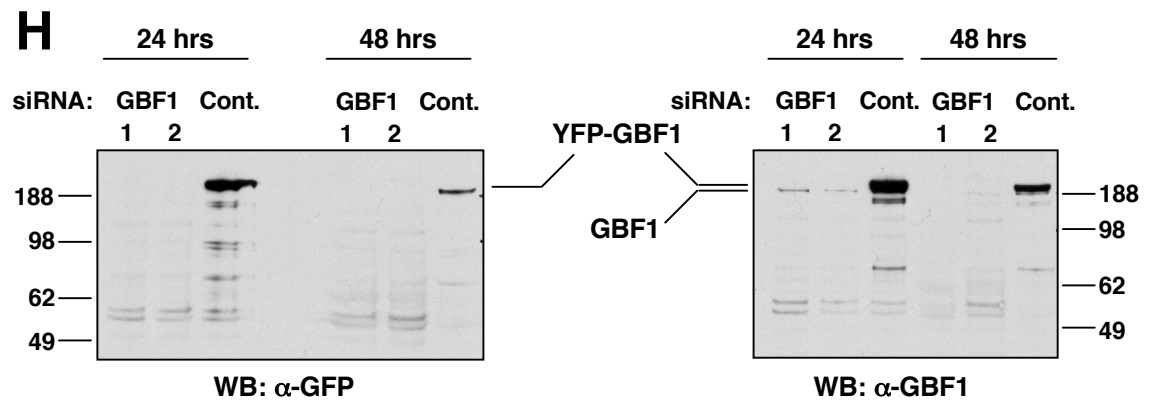 H
24 hrs 48 hrs
siRNA: GBF1 Cont. GBF1 Cont.
1 2 1 2
188
98
62
49
WB: α-GFP
YFP-GBF1
GBF1
24 hrs 48 hrs
siRNA: GBF1 Cont. GBF1 Cont.
1 2 1 2
188
98
62
49
WB: α-GBF1